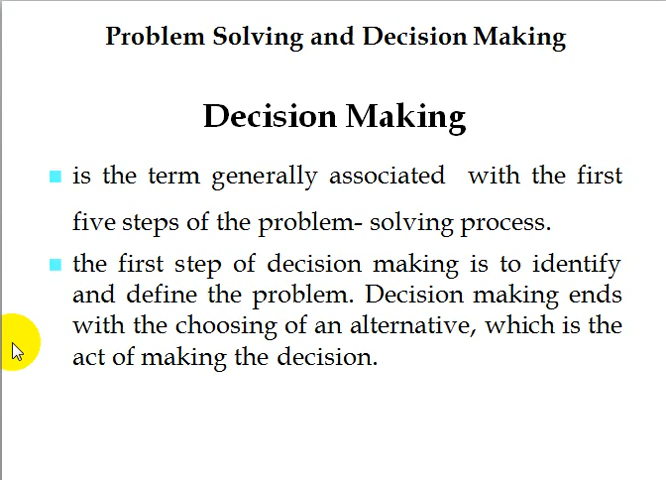 Problem Solving and Decision Making
Decision Making
is the term generally associated with the first
five steps of the problem- solving process.
the first step of decision making is to identify
and define the problem. Decision making ends
with the choosing of an alternative, which is the
act of making the decision.